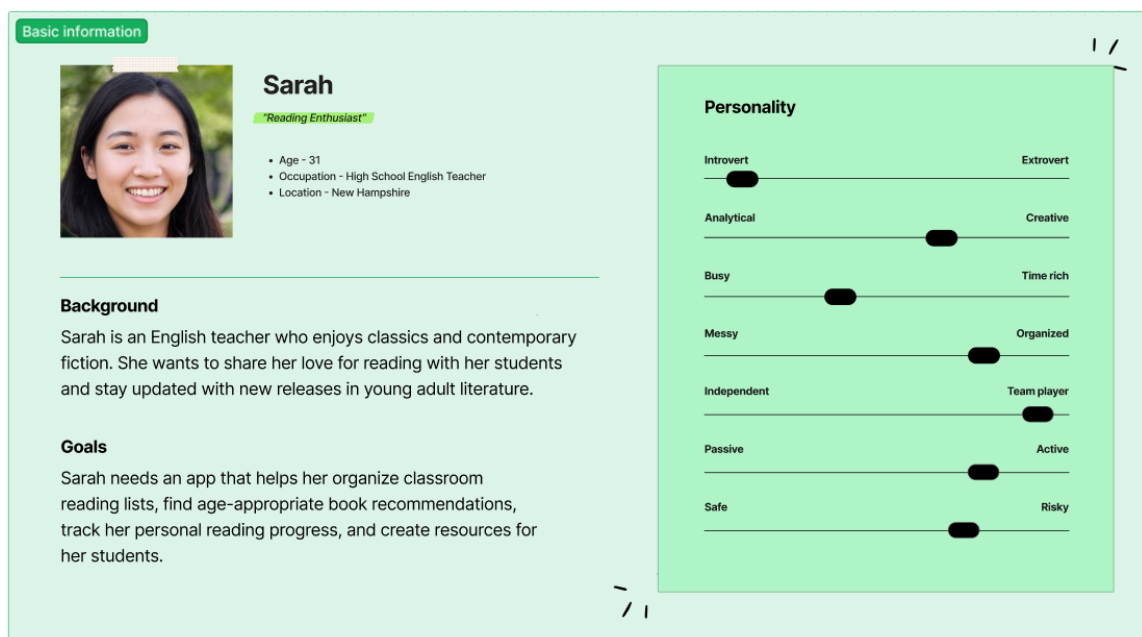 Basic information
Sarah
"Reading Enthusiast"
• Age - 31
• Occupation - High School English Teacher
• Location - New Hampshire
Background
Sarah is an English teacher who enjoys classics and contemporary
fiction. She wants to share her love for reading with her students
and stay updated with new releases in young adult literature.
Goals
Sarah needs an app that helps her organize classroom
reading lists, find age-appropriate book recommendations,
track her personal reading progress, and create resources for
her students.
Personality
Introvert Extrovert
Analytical Creative
Busy Time rich
Messy Organized
Independent Team player
Passive Active
Safe Risky